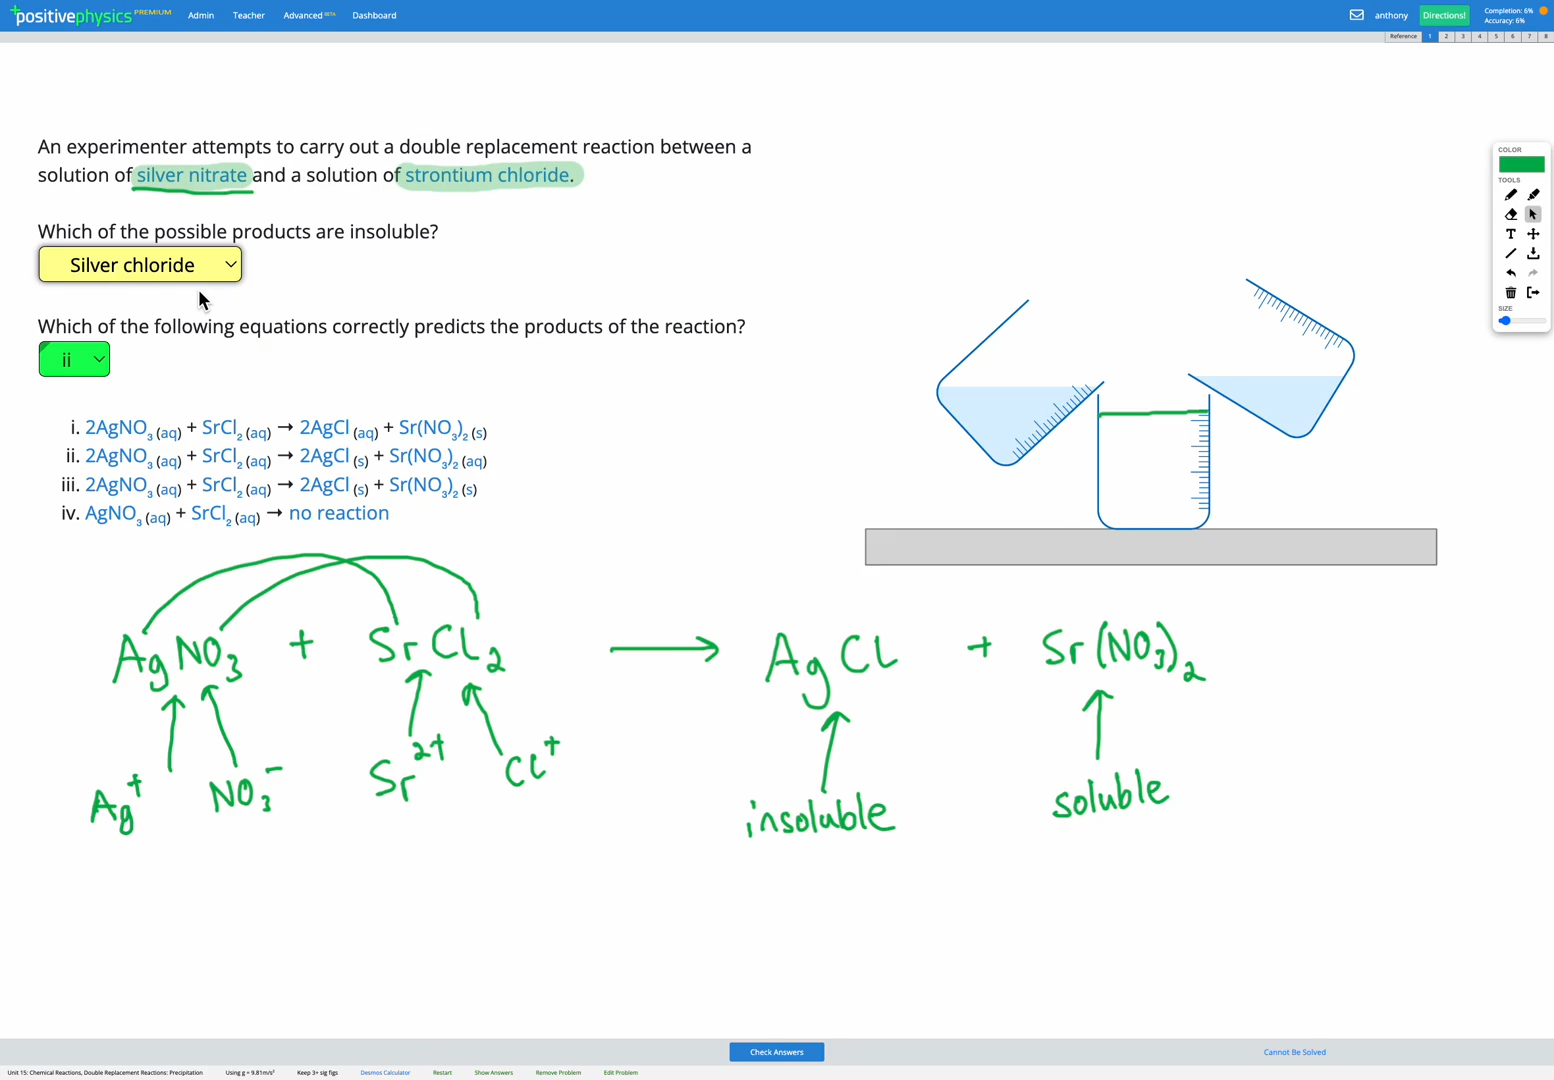 +positivephysics PREMIUM Admin Teacher Advanced BETA Dashboard anthony Directions! Completion: 6%
Accuracy: 6%
Reference 1 2 3 4 5 6 7 8
An experimenter attempts to carry out a double replacement reaction between a
solution of silver nitrate and a solution of strontium chloride.
Which of the possible products are insoluble?
Silver chloride
Which of the following equations correctly predicts the products of the reaction?
ii
i. 2AgNO₃ (aq) + SrCl₂ (aq) → 2AgCl (aq) + Sr(NO₃)₂ (s)
ii. 2AgNO₃ (aq) + SrCl₂ (aq) → 2AgCl (s) + Sr(NO₃)₂ (aq)
iii. 2AgNO₃ (aq) + SrCl₂ (aq) → 2AgCl (s) + Sr(NO₃)₂ (s)
iv. AgNO₃ (aq) + SrCl₂ (aq) → no reaction
AgNO₃ + SrCl₂ → AgCl + Sr(NO₃)₂
Ag⁺ NO₃⁻ Sr²⁺ Cl⁺ insoluble soluble
COLOR
TOOLS
T
SIZE
Check Answers Cannot Be Solved
Unit 15: Chemical Reactions, Double Replacement Reactions: Precipitation Using g = 9.81m/s² Keep 3+ sig figs Desmos Calculator Restart Show Answers Remove Problem Edit Problem